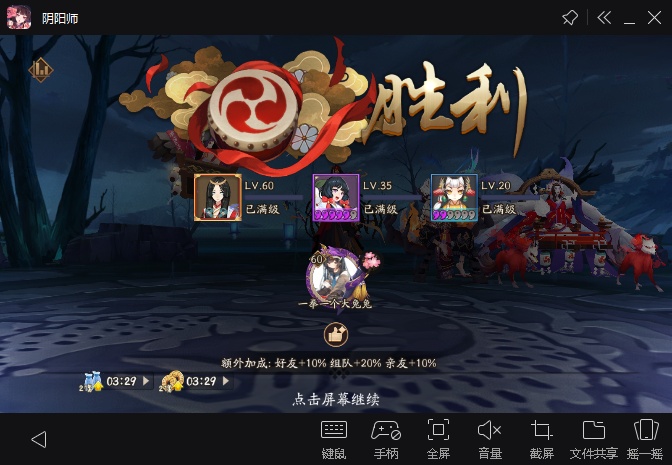 阴阳师
胜利
LV.60
已满级
LV.35
已满级
LV.20
已满级
60
一拳一个大兔兔
额外加成: 好友+10% 组队+20% 亲友+10%
03:29 03:29
点击屏幕继续
键鼠 手柄 全屏 音量 截屏 文件共享 摇一摇